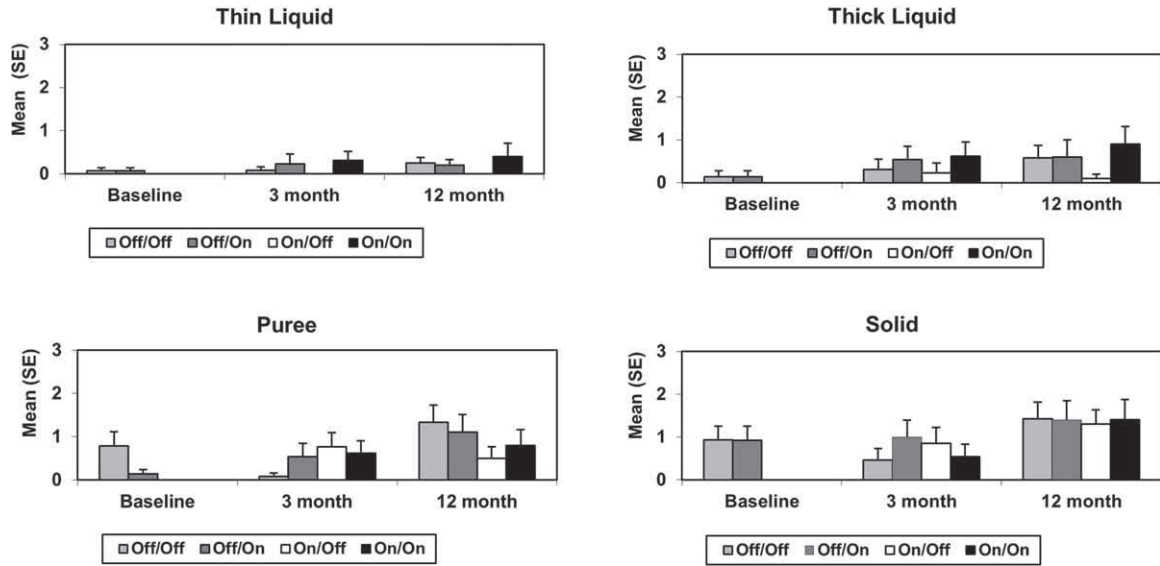 Thin Liquid
Mean (SE)
3
2
1
0
Baseline 3 month 12 month
Off/Off Off/On On/Off On/On
Thick Liquid
Mean (SE)
3
2
1
0
Baseline 3 month 12 month
Off/Off Off/On On/Off On/On
Puree
Mean (SE)
3
2
1
0
Baseline 3 month 12 month
Off/Off Off/On On/Off On/On
Solid
Mean (SE)
3
2
1
0
Baseline 3 month 12 month
Off/Off Off/On On/Off On/On